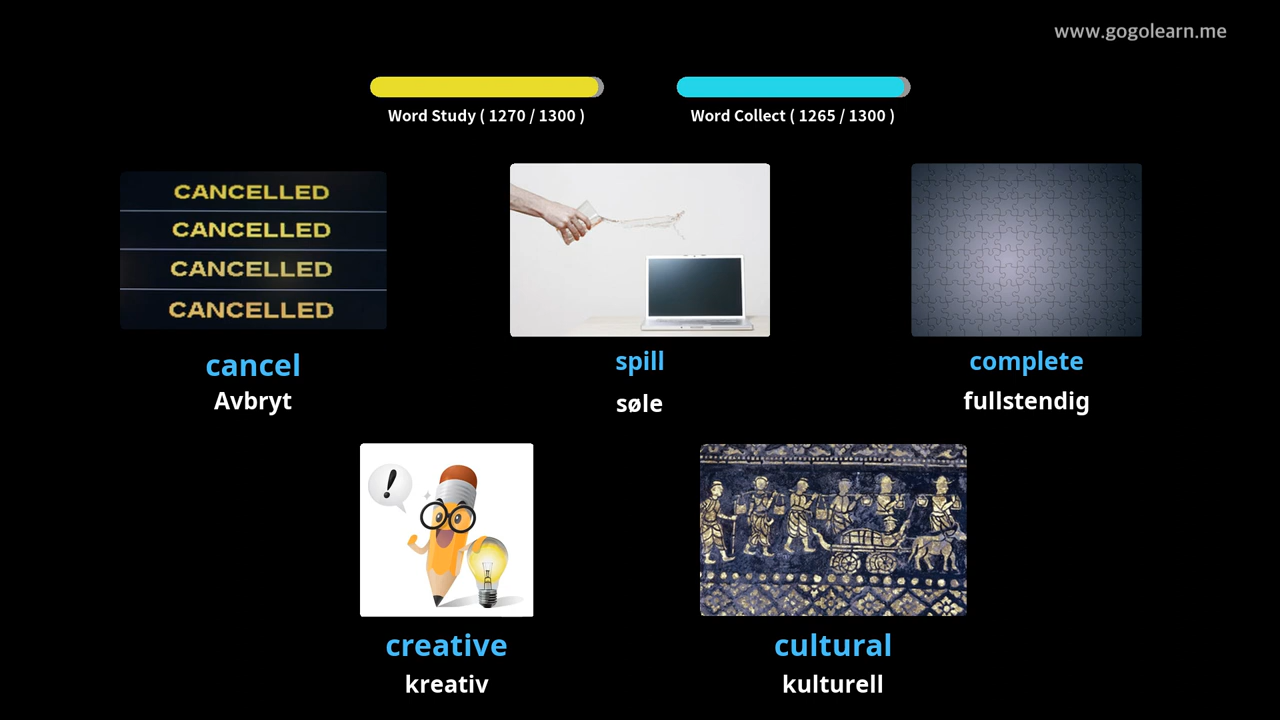 www.gogolearn.me
Word Study ( 1270 / 1300 )
Word Collect ( 1265 / 1300 )
CANCELLED
CANCELLED
CANCELLED
CANCELLED
cancel
Avbryt
spill
søle
complete
fullstendig
!
creative
kreativ
cultural
kulturell